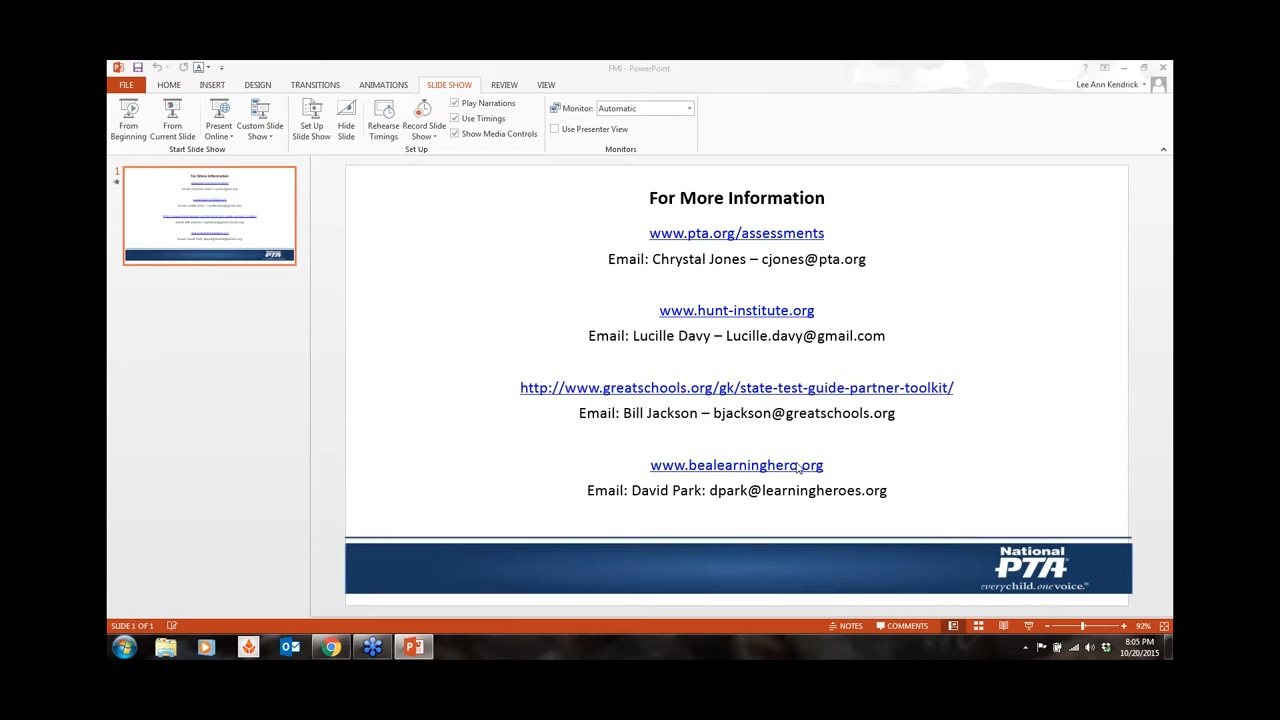 FMI - PowerPoint
?
FILE HOME INSERT DESIGN TRANSITIONS ANIMATIONS SLIDE SHOW REVIEW VIEW
Lee Ann Kendrick
From Beginning
From Current Slide
Present Online
Custom Slide Show
Start Slide Show
Set Up Slide Show
Hide Slide
Rehearse Timings
Record Slide Show
Play Narrations
Use Timings
Show Media Controls
Set Up
Monitor: Automatic
Use Presenter View
Monitors
1
For More Information
www.pta.org/assessments
Email: Chrystal Jones – cjones@pta.org
www.hunt-institute.org
Email: Lucille Davy – Lucille.davy@gmail.com
http://www.greatschools.org/gk/state-test-guide-partner-toolkit/
Email: Bill Jackson – bjackson@greatschools.org
www.bealearninghero.org
Email: David Park: dpark@learningheroes.org
National
PTA
everychild.onevoice.®
SLIDE 1 OF 1
NOTES COMMENTS 92%
8:05 PM
10/20/2015